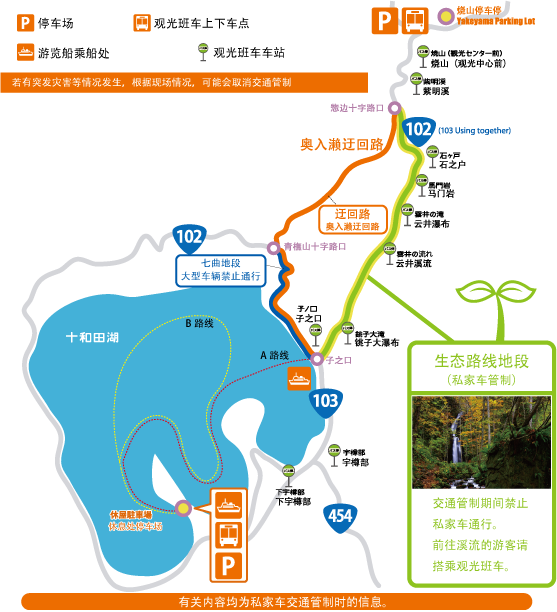 P 停车场
观光班车上下车点
游览船乘船处
观光班车车站
若有突发灾害等情况发生，根据现场情况，可能会取消交通管制
P
烧山停车停
Yakeyama Parking Lot
焼山（観光センター前）
烧山（观光中心前）
紫明渓
紫明溪
惣辺十字路口
奥入濑迂回路
102
(103 Using together)
石ヶ戸
石之户
馬門岩
马门岩
迂回路
奥入濑迂回路
雲井の滝
云井瀑布
102
青橅山十字路口
雲井の流れ
云井溪流
七曲地段
大型车辆禁止通行
子ノ口
子之口
銚子大滝
铫子大瀑布
B 路线
十和田湖
A 路线
子之口
生态路线地段
（私家车管制）
103
宇樽部
宇樽部
下宇樽部
下宇樽部
454
休屋駐車場
休息处停车场
P
交通管制期间禁止
私家车通行。
前往溪流的游客请
搭乘观光班车。
有关内容均为私家车交通管制时的信息。